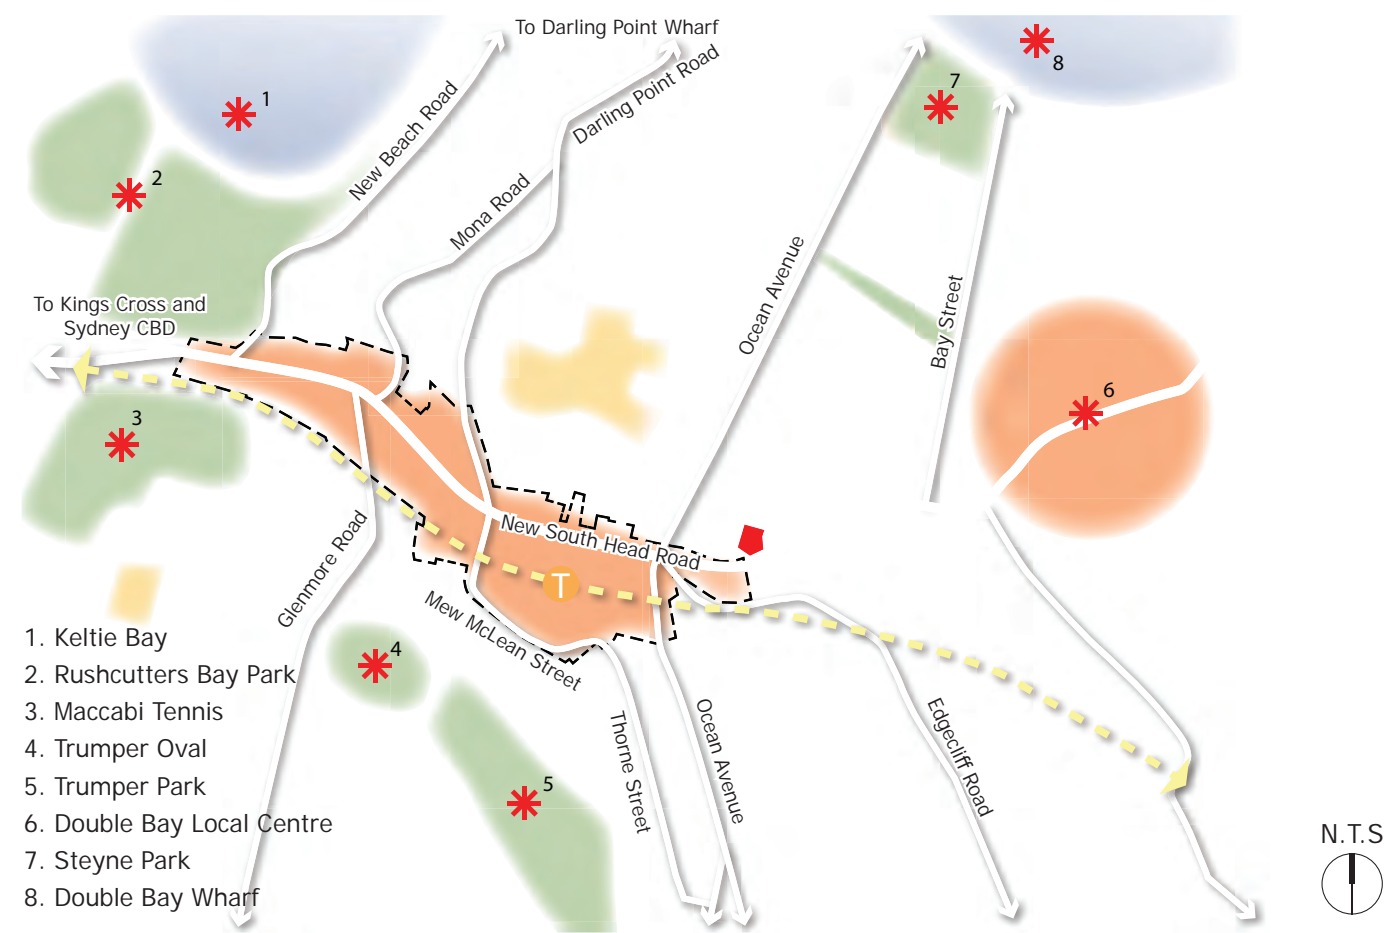 To Darling Point Wharf
New Beach Road
Darling Point Road
Mona Road
1
2
7
8
To Kings Cross and
Sydney CBD
Ocean Avenue
Bay Street
3
6
New South Head Road
T
Glenmore Road
Mew McLean Street
4
5
Thorne Street
Ocean Avenue
Edgecliff Road
1. Keltie Bay
2. Rushcutters Bay Park
3. Maccabi Tennis
4. Trumper Oval
5. Trumper Park
6. Double Bay Local Centre
7. Steyne Park
8. Double Bay Wharf
N.T.S